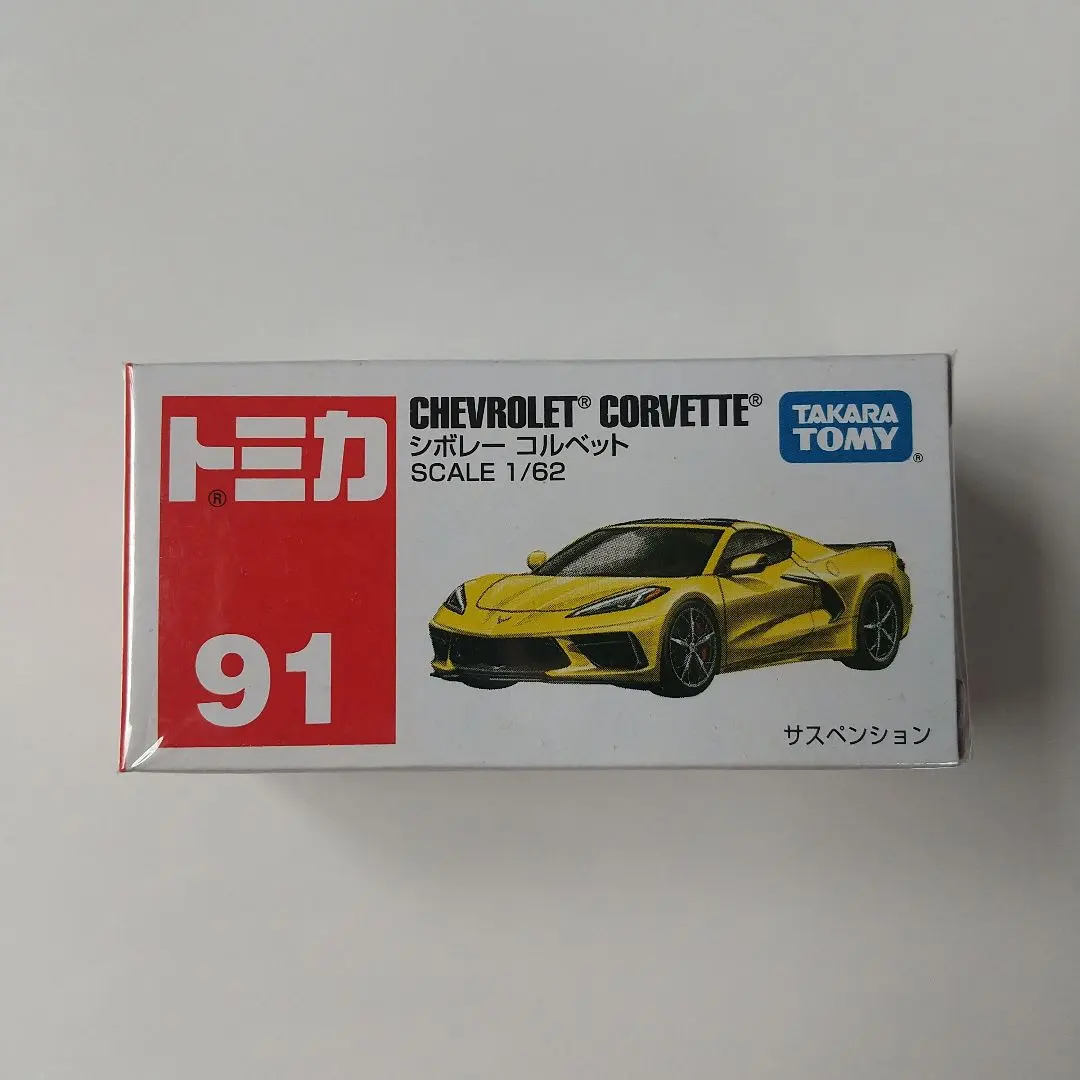 トミカ®
91
CHEVROLET® CORVETTE®
シボレー コルベット
SCALE 1/62
TAKARA
TOMY®
サスペンション